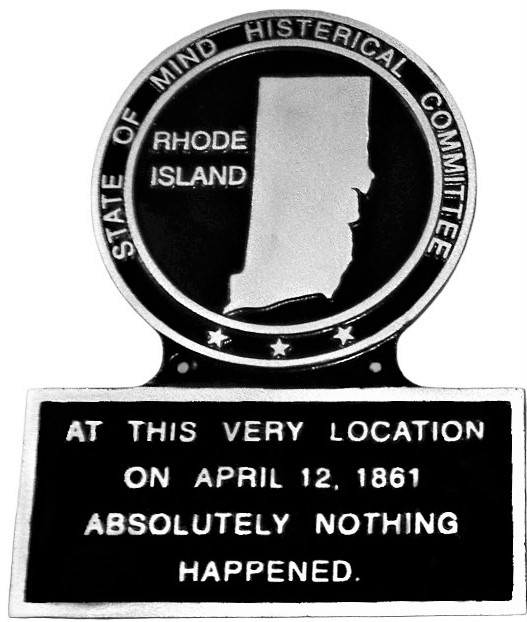 STATE OF MIND HISTERICAL COMMITTEE
RHODE
ISLAND
AT THIS VERY LOCATION
ON APRIL 12, 1861
ABSOLUTELY NOTHING
HAPPENED.